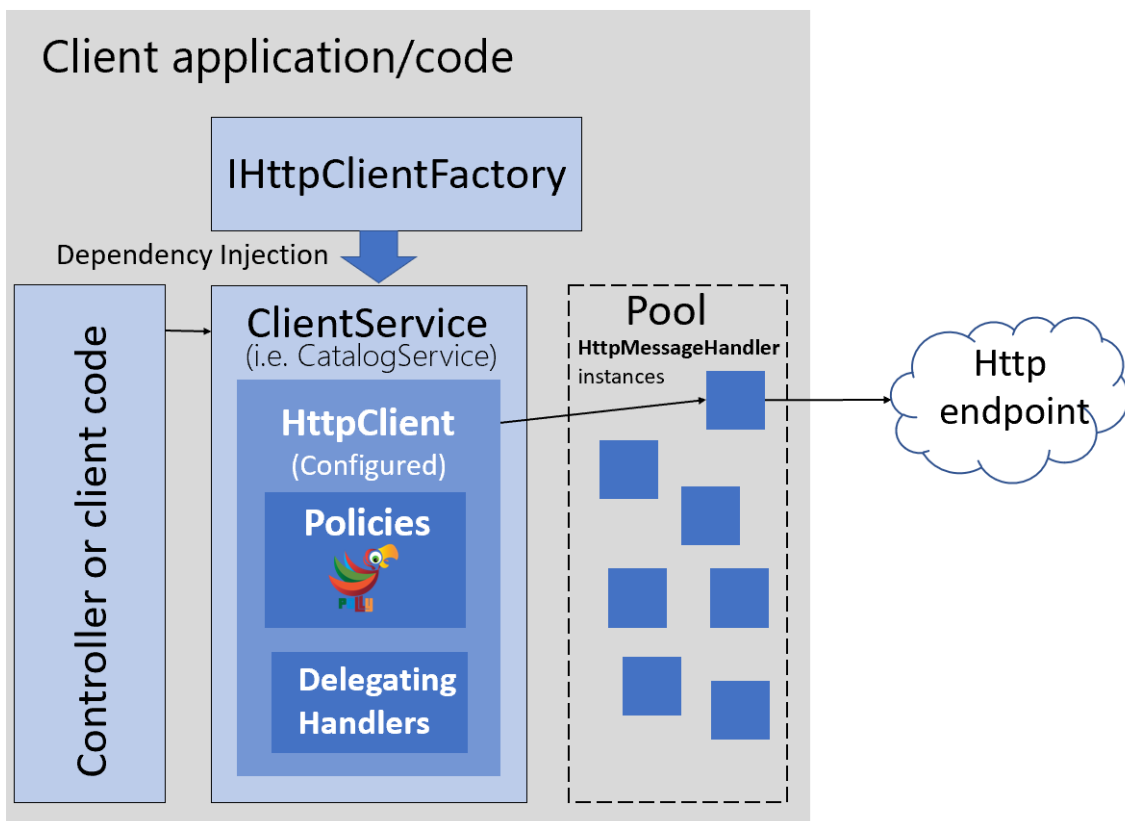 Client application/code
IHttpClientFactory
Dependency Injection
Controller or client code
ClientService
(i.e. CatalogService)
HttpClient
(Configured)
Policies
Delegating
Handlers
Pool
HttpMessageHandler
instances
Http
endpoint